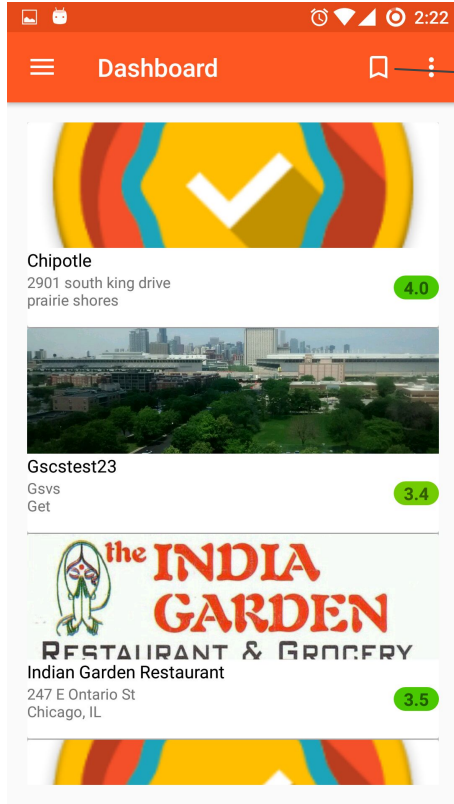 2:22
Dashboard
Chipotle
2901 south king drive
prairie shores
4.0
Gscstest23
Gsvs
Get
3.4
the INDIA
GARDEN
RESTAURANT & GROCERY
Indian Garden Restaurant
247 E Ontario St
Chicago, IL
3.5